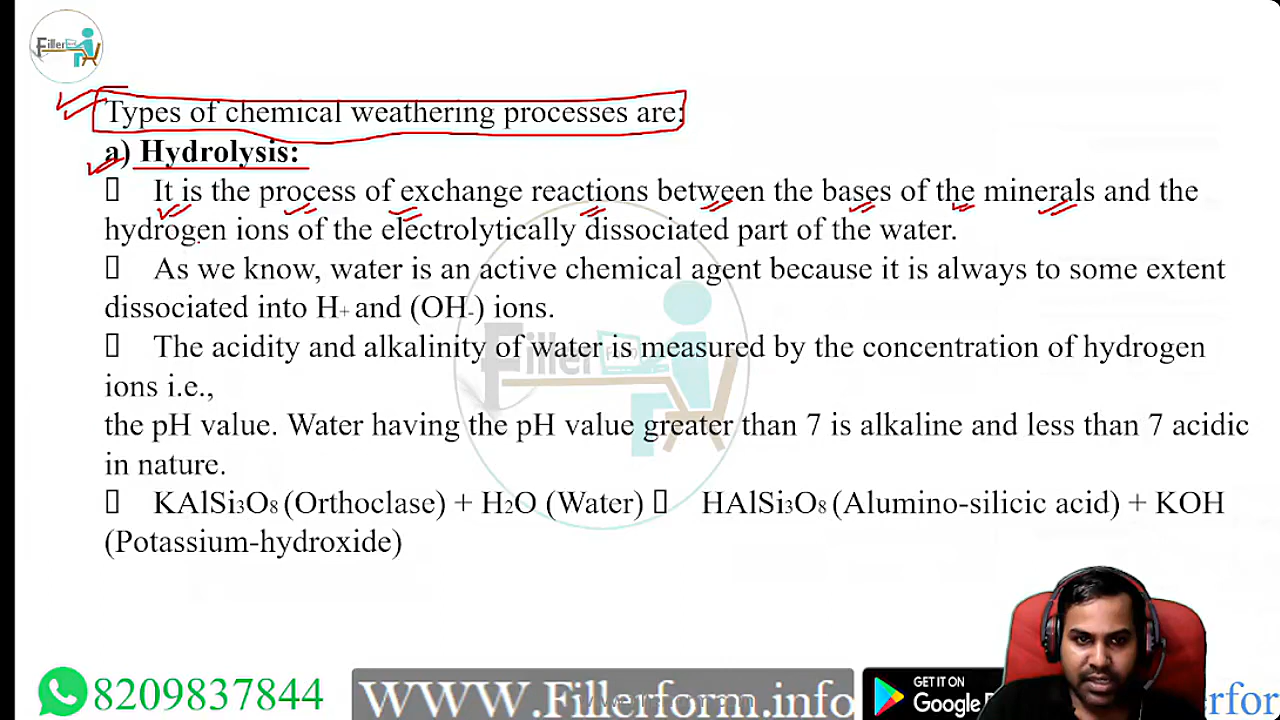 Filler
Types of chemical weathering processes are:
a) Hydrolysis:
It is the process of exchange reactions between the bases of the minerals and the
hydrogen ions of the electrolytically dissociated part of the water.
As we know, water is an active chemical agent because it is always to some extent
dissociated into H+ and (OH-) ions.
The acidity and alkalinity of water is measured by the concentration of hydrogen
ions i.e.,
the pH value. Water having the pH value greater than 7 is alkaline and less than 7 acidic
in nature.
KAlSi3O8 (Orthoclase) + H2O (Water) HAlSi3O8 (Alumino-silicic acid) + KOH
(Potassium-hydroxide)
Filler
8209837844
WWW.Fillerform.info
GET IT ON
Google
erfor